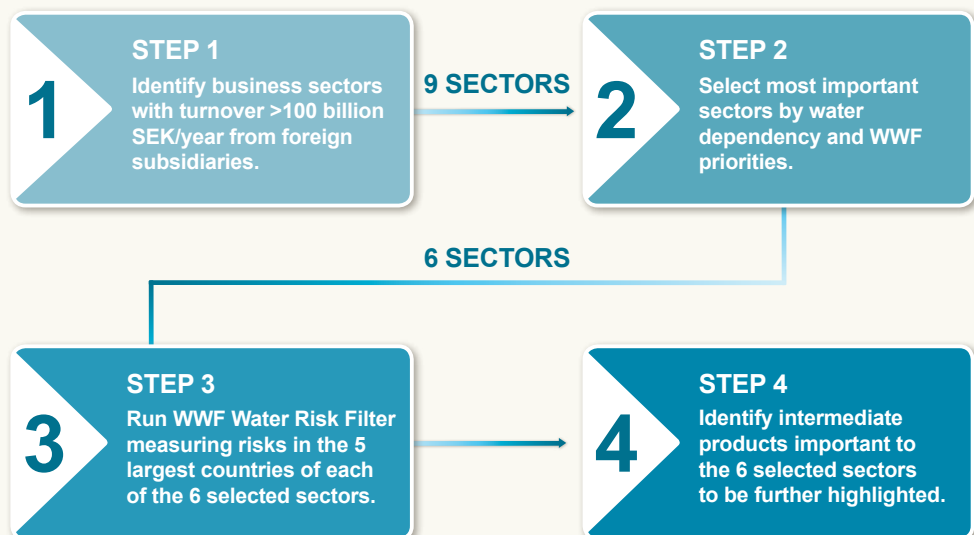 1
STEP 1
Identify business sectors
with turnover >100 billion
SEK/year from foreign
subsidiaries.
9 SECTORS
2
STEP 2
Select most important
sectors by water
dependency and WWF
priorities.
6 SECTORS
3
STEP 3
Run WWF Water Risk Filter
measuring risks in the 5
largest countries of each
of the 6 selected sectors.
4
STEP 4
Identify intermediate
products important to
the 6 selected sectors
to be further highlighted.